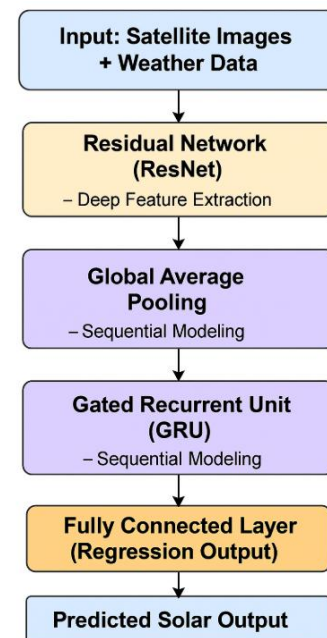 Input: Satellite Images
+ Weather Data
Residual Network
(ResNet)
– Deep Feature Extraction
Global Average
Pooling
– Sequential Modeling
Gated Recurrent Unit
(GRU)
– Sequential Modeling
Fully Connected Layer
(Regression Output)
Predicted Solar Output